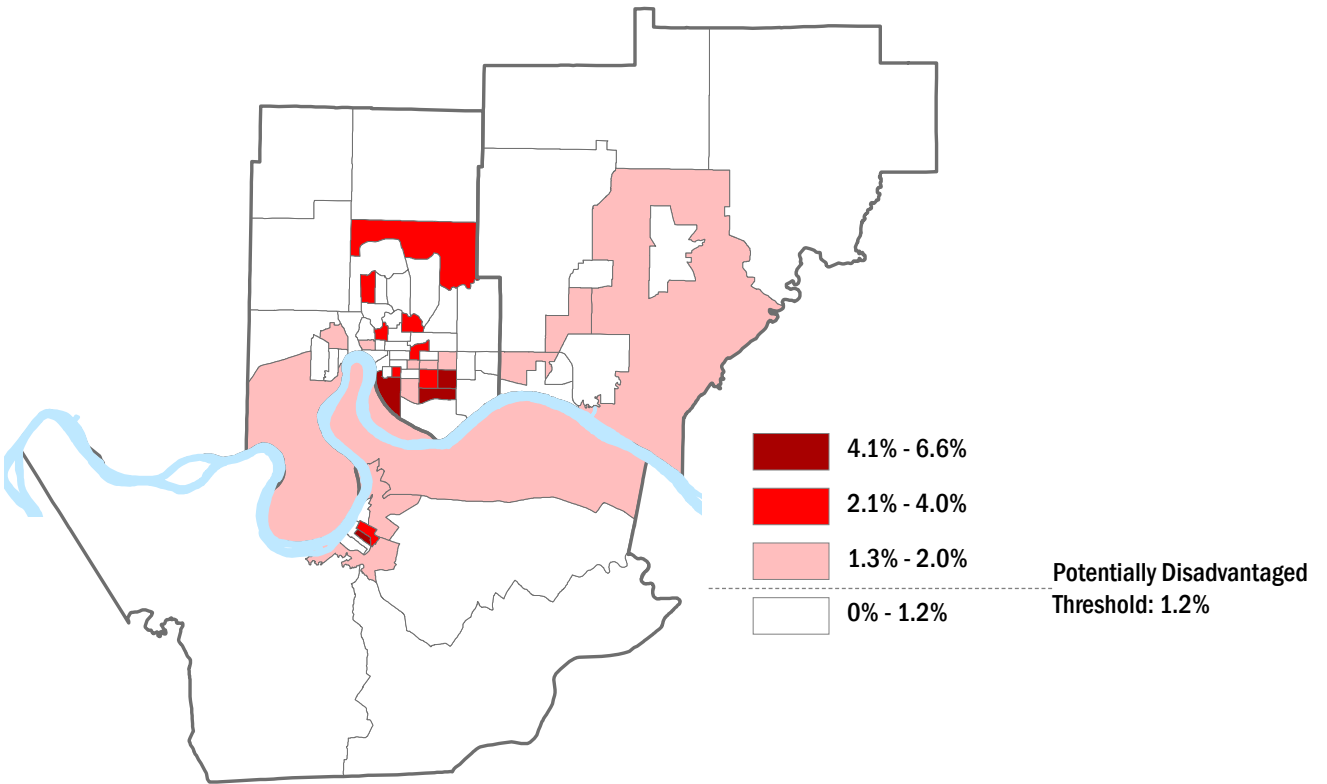 4.1% - 6.6%
2.1% - 4.0%
1.3% - 2.0%
0% - 1.2%
Potentially Disadvantaged
Threshold: 1.2%